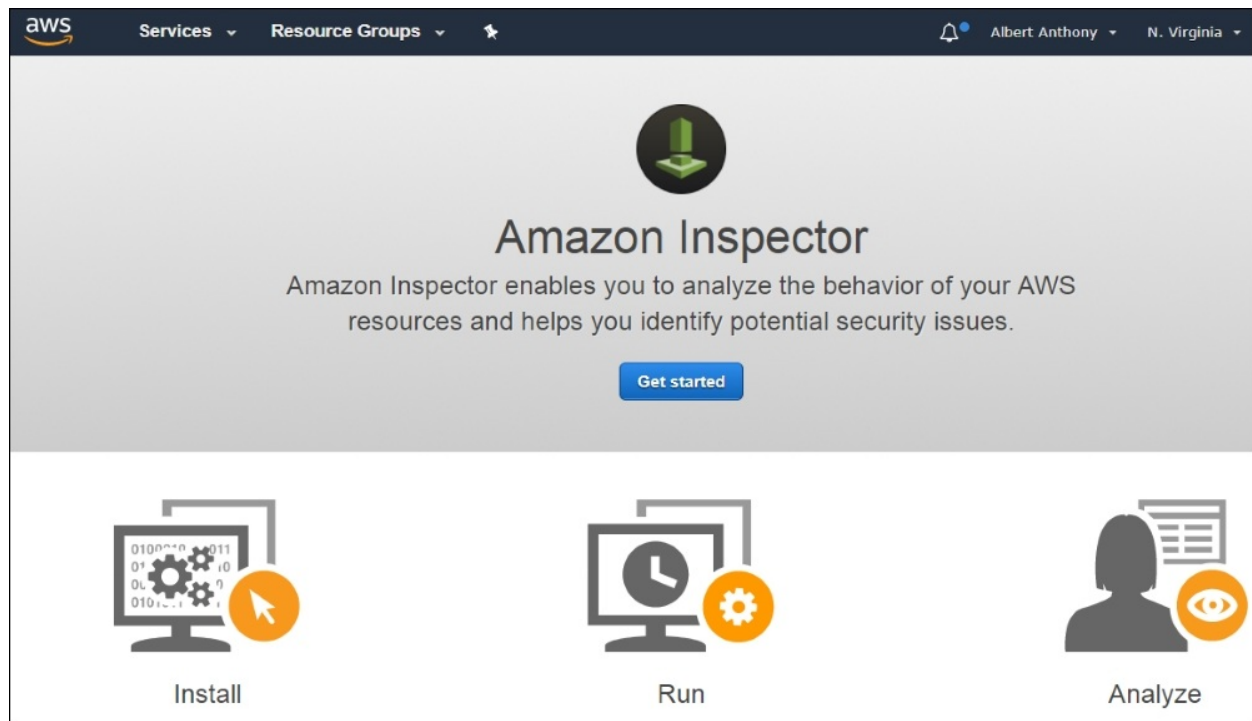 aws Services Resource Groups Albert Anthony N. Virginia
Amazon Inspector
Amazon Inspector enables you to analyze the behavior of your AWS
resources and helps you identify potential security issues.
Get started
Install Run Analyze